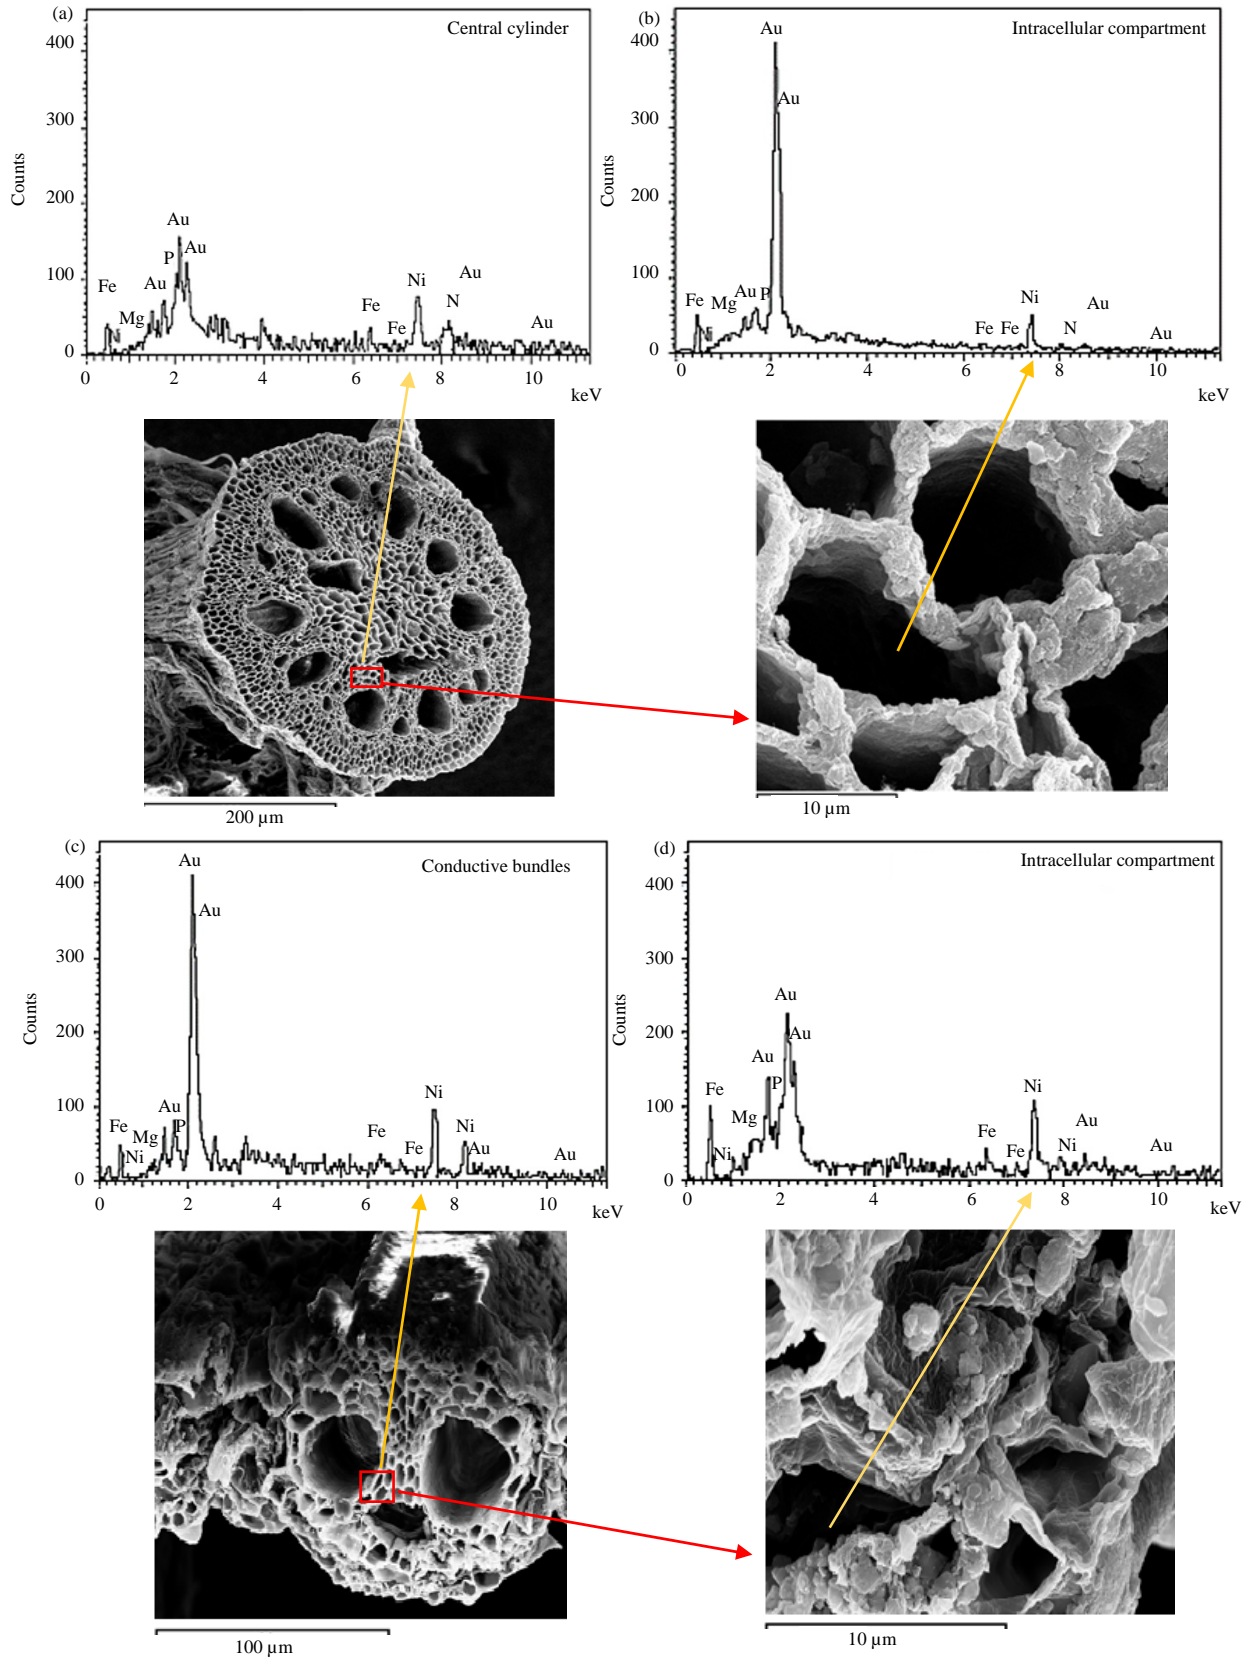 (a)
Central cylinder
400
300
200
100
0
Counts
Fe
Ni
Mg
Au
P
Au
Au
Fe
Fe
Ni
N
Au
Au
0 2 4 6 8 10
keV
200 µm
(b)
Intracellular compartment
400
300
200
100
0
Counts
Fe
Ni
Mg
Au
P
Au
Au
Fe
Fe
Ni
N
Au
Au
0 2 4 6 8 10
keV
10 µm
(c)
Conductive bundles
400
300
200
100
0
Counts
Fe
Ni
Mg
Au
P
Au
Au
Fe
Fe
Ni
Ni
Au
Au
0 2 4 6 8 10
keV
100 µm
(d)
Intracellular compartment
400
300
200
100
0
Counts
Fe
Ni
Mg
Au
P
Au
Au
Fe
Fe
Ni
Ni
Au
Au
0 2 4 6 8 10
keV
10 µm